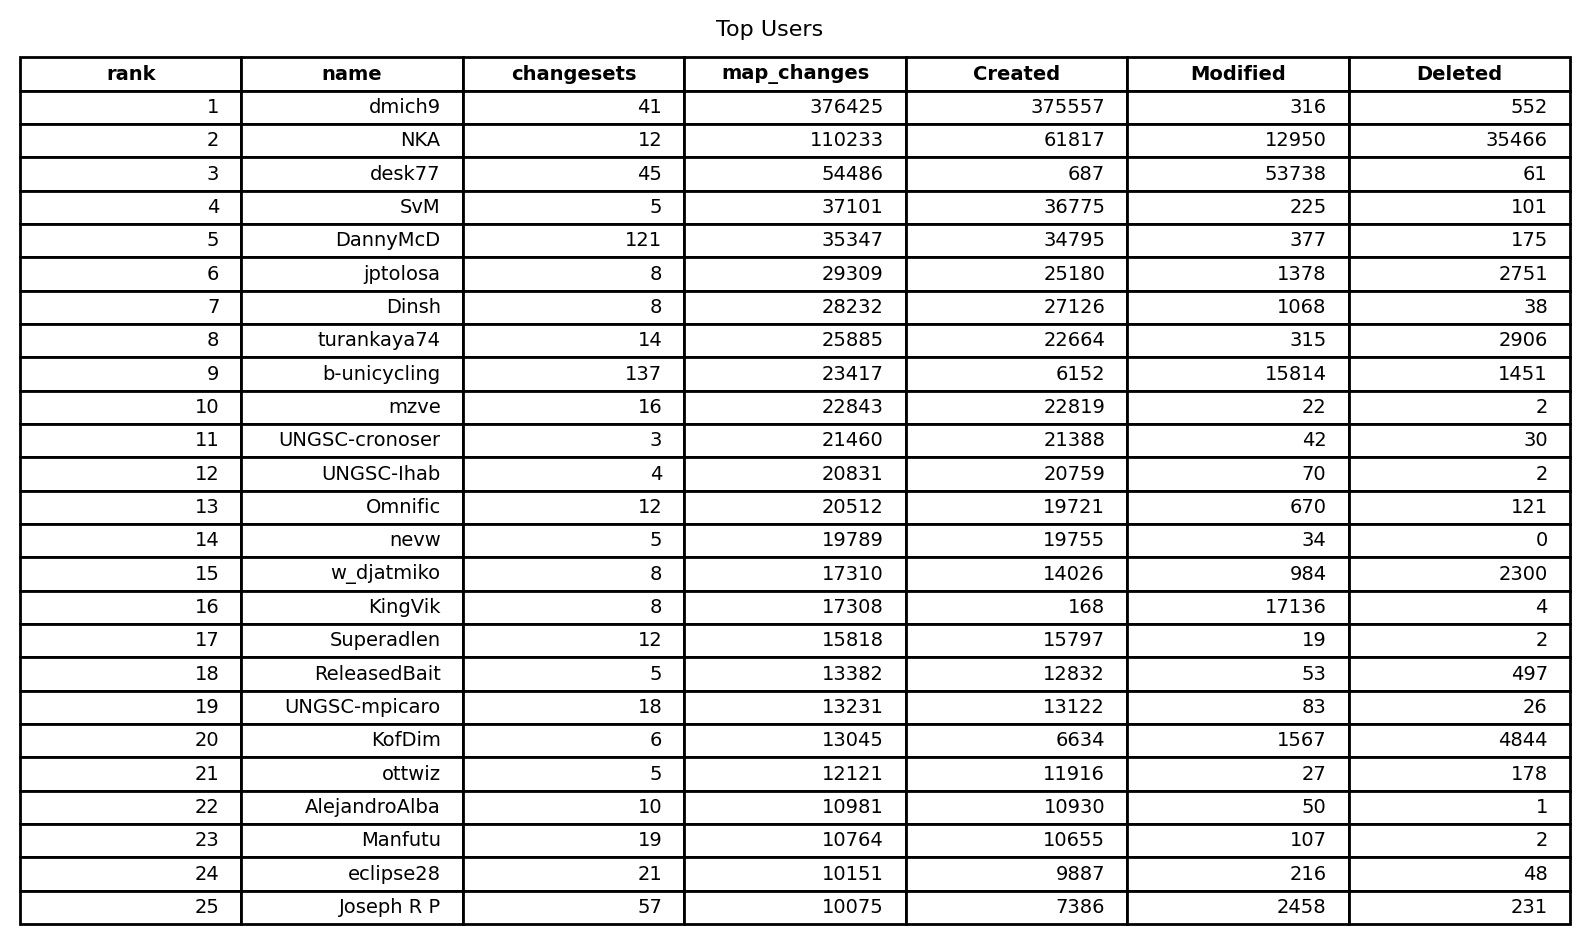 Top Users
rank name changesets map_changes Created Modified Deleted
1 dmich9 41 376425 375557 316 552
2 NKA 12 110233 61817 12950 35466
3 desk77 45 54486 687 53738 61
4 SvM 5 37101 36775 225 101
5 DannyMcD 121 35347 34795 377 175
6 jptolosa 8 29309 25180 1378 2751
7 Dinsh 8 28232 27126 1068 38
8 turankaya74 14 25885 22664 315 2906
9 b-unicycling 137 23417 6152 15814 1451
10 mzve 16 22843 22819 22 2
11 UNGSC-cronoser 3 21460 21388 42 30
12 UNGSC-Ihab 4 20831 20759 70 2
13 Omnific 12 20512 19721 670 121
14 nevw 5 19789 19755 34 0
15 w_djatmiko 8 17310 14026 984 2300
16 KingVik 8 17308 168 17136 4
17 Superadlen 12 15818 15797 19 2
18 ReleasedBait 5 13382 12832 53 497
19 UNGSC-mpicaro 18 13231 13122 83 26
20 KofDim 6 13045 6634 1567 4844
21 ottwiz 5 12121 11916 27 178
22 AlejandroAlba 10 10981 10930 50 1
23 Manfutu 19 10764 10655 107 2
24 eclipse28 21 10151 9887 216 48
25 Joseph R P 57 10075 7386 2458 231